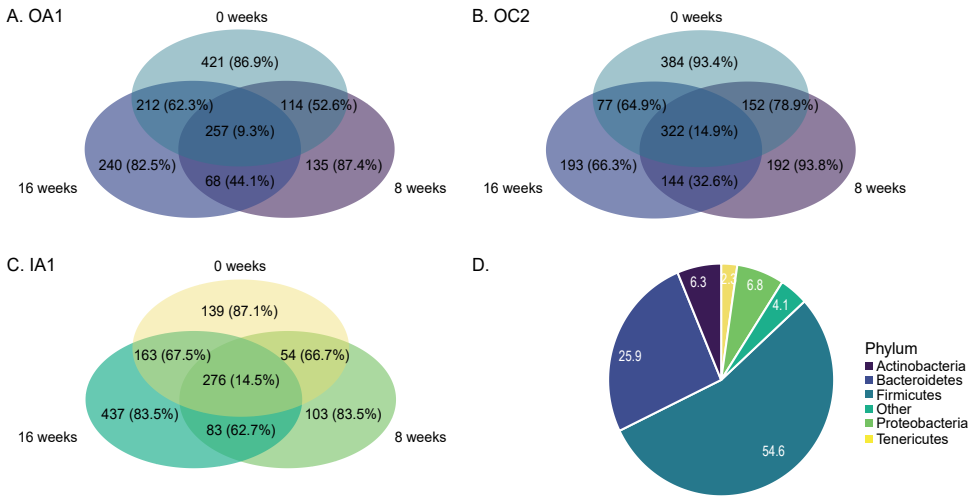 A. OA1
0 weeks
421 (86.9%)
212 (62.3%)
114 (52.6%)
257 (9.3%)
240 (82.5%)
135 (87.4%)
68 (44.1%)
16 weeks
8 weeks
B. OC2
0 weeks
384 (93.4%)
77 (64.9%)
152 (78.9%)
322 (14.9%)
193 (66.3%)
192 (93.8%)
144 (32.6%)
16 weeks
8 weeks
C. IA1
0 weeks
139 (87.1%)
163 (67.5%)
54 (66.7%)
276 (14.5%)
437 (83.5%)
103 (83.5%)
83 (62.7%)
16 weeks
8 weeks
D.
6.3
2.3
6.8
4.1
25.9
54.6
Phylum
Actinobacteria
Bacteroidetes
Firmicutes
Other
Proteobacteria
Tenericutes